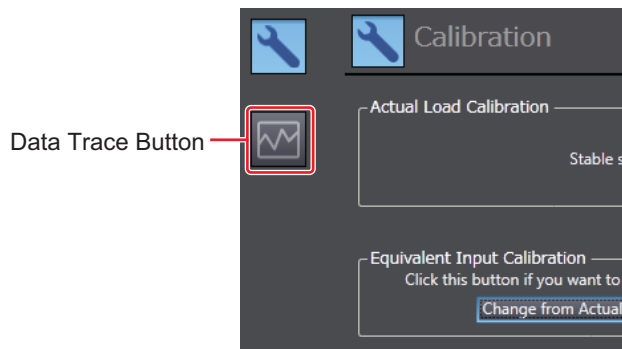 Calibration
Actual Load Calibration
Data Trace Button
Stable
Equivalent Input Calibration
Click this button if you want to
Change from Actual